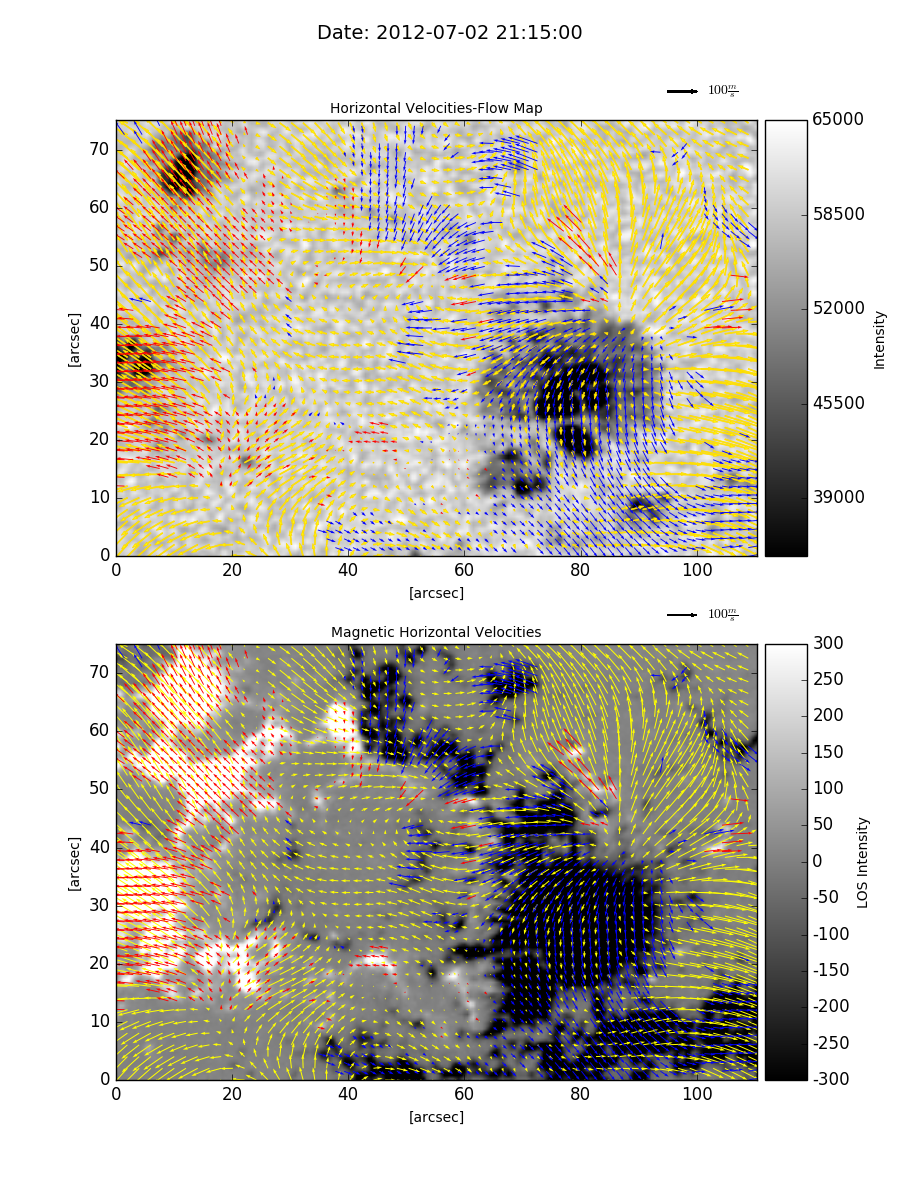 Date: 2012-07-02 21:15:00
100 m/s
Horizontal Velocities-Flow Map
70
60
50
40
30
20
10
0
[arcsec]
0 20 40 60 80 100
[arcsec]
65000
58500
52000
45500
39000
Intensity
100 m/s
Magnetic Horizontal Velocities
70
60
50
40
30
20
10
0
[arcsec]
0 20 40 60 80 100
[arcsec]
300
250
200
150
100
50
0
-50
-100
-150
-200
-250
-300
LOS Intensity